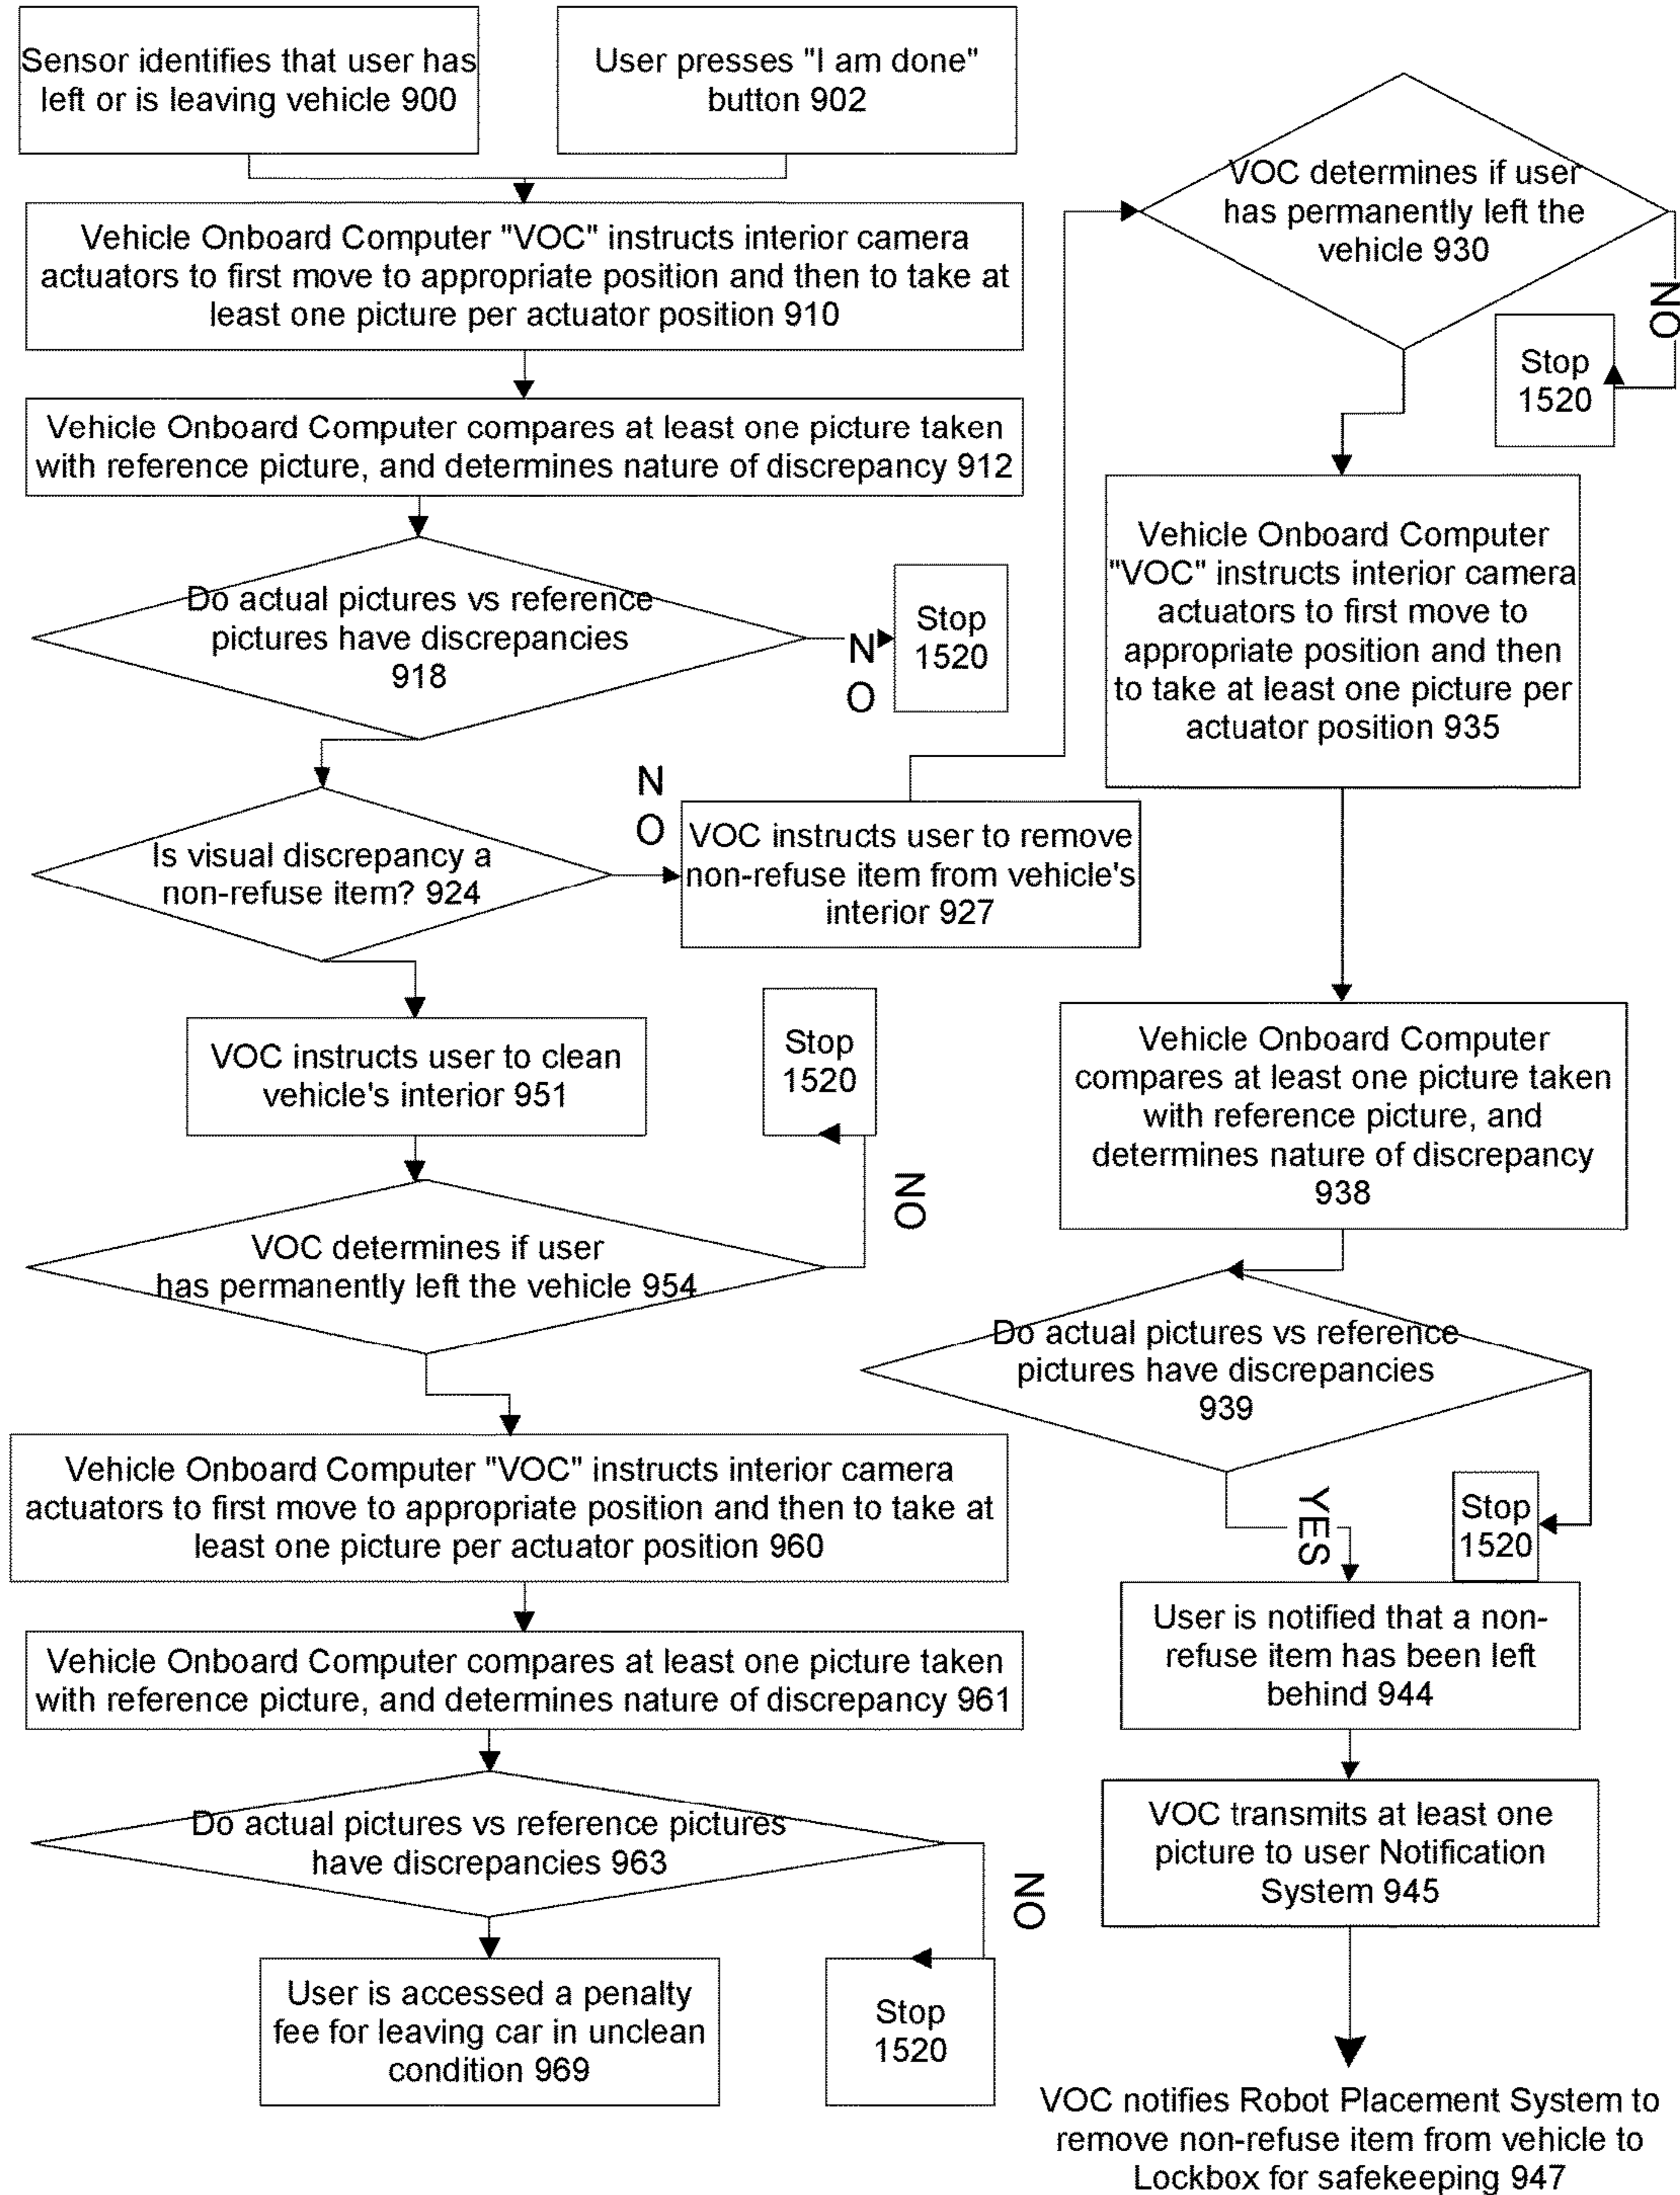 Sensor identifies that user has
left or is leaving vehicle 900
User presses "I am done"
button 902
Vehicle Onboard Computer "VOC" instructs interior camera
actuators to first move to appropriate position and then to take at
least one picture per actuator position 910
Vehicle Onboard Computer compares at least one picture taken
with reference picture, and determines nature of discrepancy 912
Do actual pictures vs reference
pictures have discrepancies
918
N
O
Stop
1520
Is visual discrepancy a
non-refuse item? 924
N
O
VOC instructs user to remove
non-refuse item from vehicle's
interior 927
VOC instructs user to clean
vehicle's interior 951
Stop
1520
NO
VOC determines if user
has permanently left the vehicle 954
Vehicle Onboard Computer "VOC" instructs interior camera
actuators to first move to appropriate position and then to take at
least one picture per actuator position 960
Vehicle Onboard Computer compares at least one picture taken
with reference picture, and determines nature of discrepancy 961
Do actual pictures vs reference pictures
have discrepancies 963
NO
User is accessed a penalty
fee for leaving car in unclean
condition 969
Stop
1520
VOC determines if user
has permanently left the
vehicle 930
NO
Stop
1520
Vehicle Onboard Computer
"VOC" instructs interior camera
actuators to first move to
appropriate position and then
to take at least one picture per
actuator position 935
Vehicle Onboard Computer
compares at least one picture taken
with reference picture, and
determines nature of discrepancy
938
Do actual pictures vs reference
pictures have discrepancies
939
YES
Stop
1520
User is notified that a non-
refuse item has been left
behind 944
VOC transmits at least one
picture to user Notification
System 945
VOC notifies Robot Placement System to
remove non-refuse item from vehicle to
Lockbox for safekeeping 947